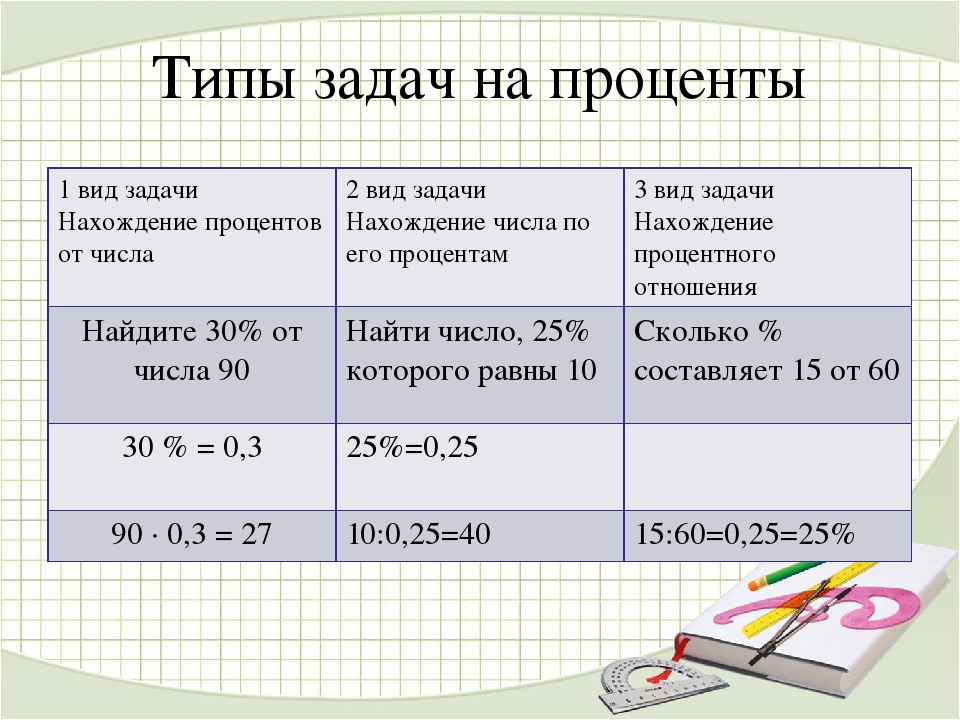 Типы задач на проценты
1 вид задачи
Нахождение процентов
от числа
2 вид задачи
Нахождение числа по
его процентам
3 вид задачи
Нахождение
процентного
отношения
Найдите 30% от
числа 90
Найти число, 25%
которого равны 10
Сколько %
составляет 15 от 60
30 % = 0,3
25%=0,25
90 · 0,3 = 27
10:0,25=40
15:60=0,25=25%